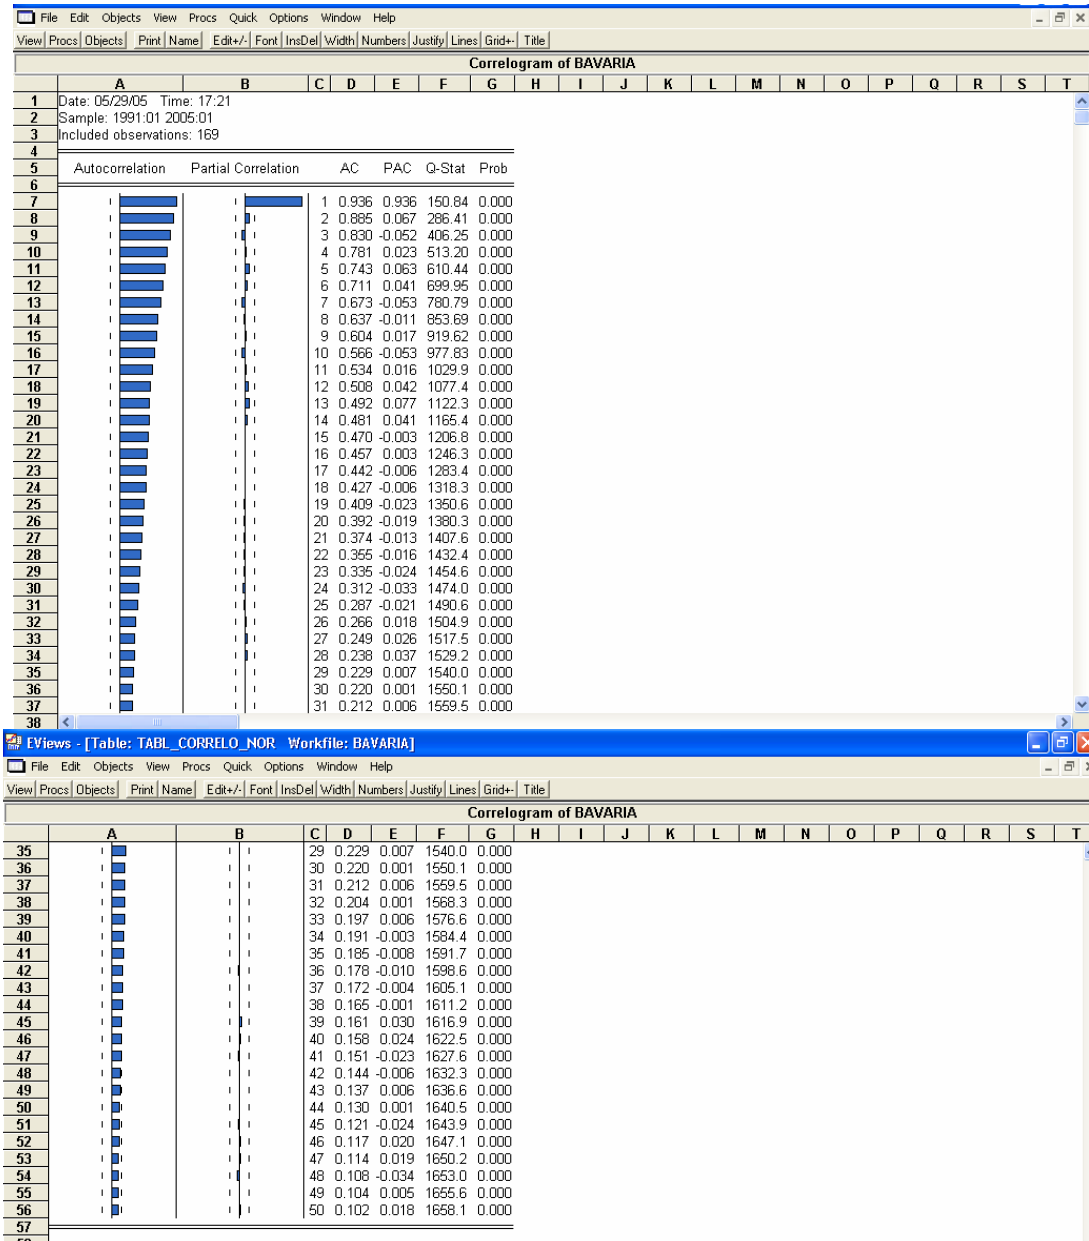 File Edit Objects View Procs Quick Options Window Help
View Procs Objects Print Name Edit+/- Font InsDel Width Numbers Justify Lines Grid+- Title
Correlogram of BAVARIA
A B C D E F G H I J K L M N O P Q R S T
1 Date: 05/29/05 Time: 17:21
2 Sample: 1991:01 2005:01
3 Included observations: 169
4
5 Autocorrelation Partial Correlation AC PAC Q-Stat Prob
6
7 1 0.936 0.936 150.84 0.000
8 2 0.885 0.067 286.41 0.000
9 3 0.830 -0.052 406.25 0.000
10 4 0.781 0.023 513.20 0.000
11 5 0.743 0.063 610.44 0.000
12 6 0.711 0.041 699.95 0.000
13 7 0.673 -0.053 780.79 0.000
14 8 0.637 -0.011 853.69 0.000
15 9 0.604 0.017 919.62 0.000
16 10 0.566 -0.053 977.83 0.000
17 11 0.534 0.016 1029.9 0.000
18 12 0.508 0.042 1077.4 0.000
19 13 0.492 0.077 1122.3 0.000
20 14 0.481 0.041 1165.4 0.000
21 15 0.470 -0.003 1206.8 0.000
22 16 0.457 0.003 1246.3 0.000
23 17 0.442 -0.006 1283.4 0.000
24 18 0.427 -0.006 1318.3 0.000
25 19 0.409 -0.023 1350.6 0.000
26 20 0.392 -0.019 1380.3 0.000
27 21 0.374 -0.013 1407.6 0.000
28 22 0.355 -0.016 1432.4 0.000
29 23 0.335 -0.024 1454.6 0.000
30 24 0.312 -0.033 1474.0 0.000
31 25 0.287 -0.021 1490.6 0.000
32 26 0.266 0.018 1504.9 0.000
33 27 0.249 0.026 1517.5 0.000
34 28 0.238 0.037 1529.2 0.000
35 29 0.229 0.007 1540.0 0.000
36 30 0.220 0.001 1550.1 0.000
37 31 0.212 0.006 1559.5 0.000
38
EViews - [Table: TABL_CORRELO_NOR Workfile: BAVARIA]
File Edit Objects View Procs Quick Options Window Help
View Procs Objects Print Name Edit+/- Font InsDel Width Numbers Justify Lines Grid+- Title
Correlogram of BAVARIA
A B C D E F G H I J K L M N O P Q R S T
35 29 0.229 0.007 1540.0 0.000
36 30 0.220 0.001 1550.1 0.000
37 31 0.212 0.006 1559.5 0.000
38 32 0.204 0.001 1568.3 0.000
39 33 0.197 0.006 1576.6 0.000
40 34 0.191 -0.003 1584.4 0.000
41 35 0.185 -0.008 1591.7 0.000
42 36 0.178 -0.010 1598.6 0.000
43 37 0.172 -0.004 1605.1 0.000
44 38 0.165 -0.001 1611.2 0.000
45 39 0.161 0.030 1616.9 0.000
46 40 0.158 0.024 1622.5 0.000
47 41 0.151 -0.023 1627.6 0.000
48 42 0.144 -0.006 1632.3 0.000
49 43 0.137 0.006 1636.6 0.000
50 44 0.130 0.001 1640.5 0.000
51 45 0.121 -0.024 1643.9 0.000
52 46 0.117 0.020 1647.1 0.000
53 47 0.114 0.019 1650.2 0.000
54 48 0.108 -0.034 1653.0 0.000
55 49 0.104 0.005 1655.6 0.000
56 50 0.102 0.018 1658.1 0.000
57